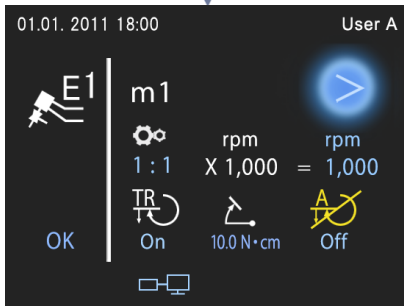 01.01. 2011 18:00 User A
E1
m1
>
rpm rpm
1 : 1 X 1,000 = 1,000
TR A
OK On 10.0 N·cm Off